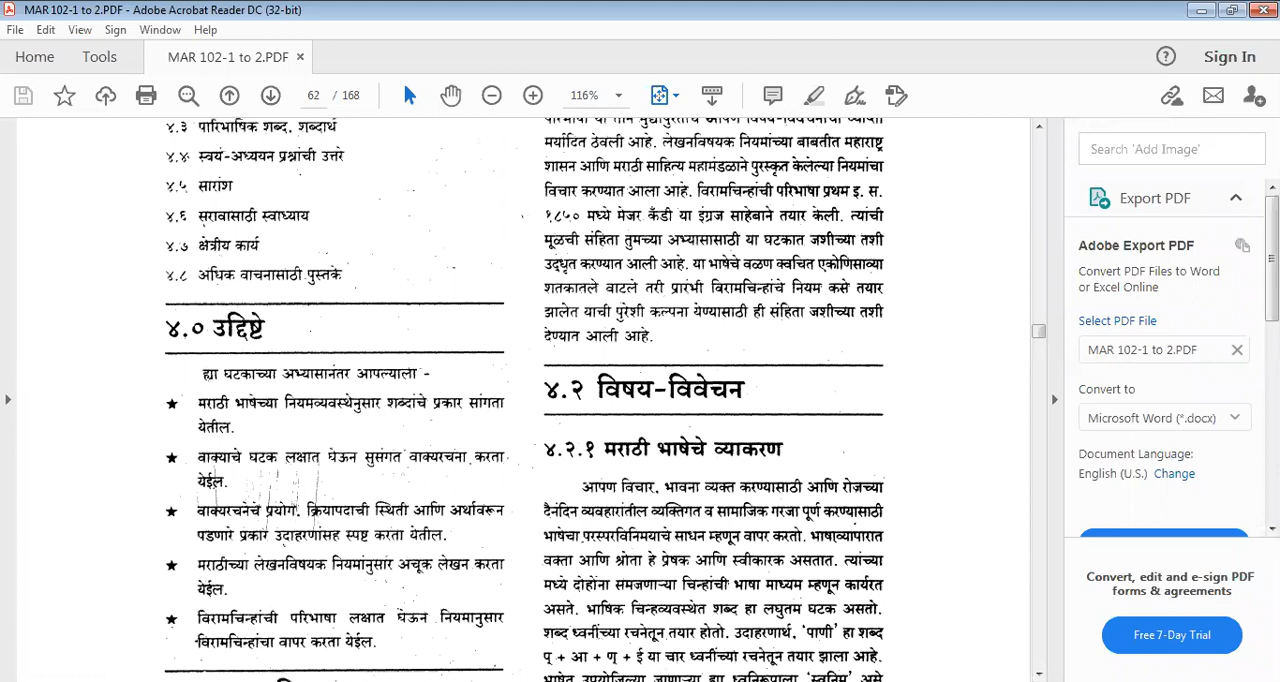 MAR 102-1 to 2.PDF - Adobe Acrobat Reader DC (32-bit)
File Edit View Sign Window Help
Home Tools MAR 102-1 to 2.PDF × Sign In
62 / 168 116%
४.३ पारिभाषिक शब्द, शब्दार्थ
४.४ स्वयं-अध्ययन प्रश्नांची उत्तरे
४.५ सारांश
४.६ सरावासाठी स्वाध्याय
४.७ क्षेत्रीय कार्य
४.८ अधिक वाचनासाठी पुस्तके
४.० उद्दिष्टे
ह्या घटकाच्या अभ्यासानंतर आपल्याला -
★ मराठी भाषेच्या नियमव्यवस्थेनुसार शब्दांचे प्रकार सांगता
येतील.
★ वाक्याचे घटक लक्षात घेऊन सुसंगत वाक्यरचना करता
येईल.
★ वाक्यरचनेचे प्रयोग, क्रियापदाची स्थिती आणि अर्थावरून
पडणारे प्रकार उदाहरणांसह स्पष्ट करता येतील.
★ मराठीच्या लेखनविषयक नियमांनुसार अचूक लेखन करता
येईल.
★ विरामचिन्हांची परिभाषा लक्षात घेऊन नियमानुसार
विरामचिन्हांचा वापर करता येईल.
परिभाषा या तीन मुद्यांपुरतीच आपण विषय-विवेचनाची व्याप्ती
मर्यादित ठेवली आहे. लेखनविषयक नियमांच्या बाबतीत महाराष्ट्र
शासन आणि मराठी साहित्य महामंडळाने पुरस्कृत केलेल्या नियमांचा
विचार करण्यात आला आहे. विरामचिन्हांची परिभाषा प्रथम इ. स.
१८५० मध्ये मेजर कँडी या इंग्रज साहेबाने तयार केली. त्यांची
मूळची संहिता तुमच्या अभ्यासासाठी या घटकात जशीच्या तशी
उद्धृत करण्यात आली आहे. या भाषेचे वळण क्वचित एकोणिसाव्या
शतकातले वाटले तरी प्रारंभी विरामचिन्हांचे नियम कसे तयार
झालेत याची पुरेशी कल्पना येण्यासाठी ही संहिता जशीच्या तशी
देण्यात आली आहे.
४.२ विषय-विवेचन
४.२.१ मराठी भाषेचे व्याकरण
आपण विचार, भावना व्यक्त करण्यासाठी आणि रोजच्या
दैनंदिन व्यवहारांतील व्यक्तिगत व सामाजिक गरजा पूर्ण करण्यासाठी
भाषेचा परस्परविनिमयाचे साधन म्हणून वापर करतो. भाषाव्यापारात
वक्ता आणि श्रोता हे प्रेषक आणि स्वीकारक असतात. त्यांच्या
मध्ये दोहोंना समजणाऱ्या चिन्हांची भाषा माध्यम म्हणून कार्यरत
असते. भाषिक चिन्हव्यवस्थेत शब्द हा लघुतम घटक असतो.
शब्द ध्वनींच्या रचनेतून तयार होतो. उदाहरणार्थ, 'पाणी' हा शब्द
प् + आ + ण् + ई या चार ध्वनींच्या रचनेतून तयार झाला आहे.
भाषेत उपयोजिल्या जाणाऱ्या ह्या ध्वनिरूपाला 'स्वनिम' असे
Search 'Add Image'
Export PDF
Adobe Export PDF
Convert PDF Files to Word
or Excel Online
Select PDF File
MAR 102-1 to 2.PDF
Convert to
Microsoft Word (*.docx)
Document Language:
English (U.S.) Change
Convert, edit and e-sign PDF
forms & agreements
Free 7-Day Trial